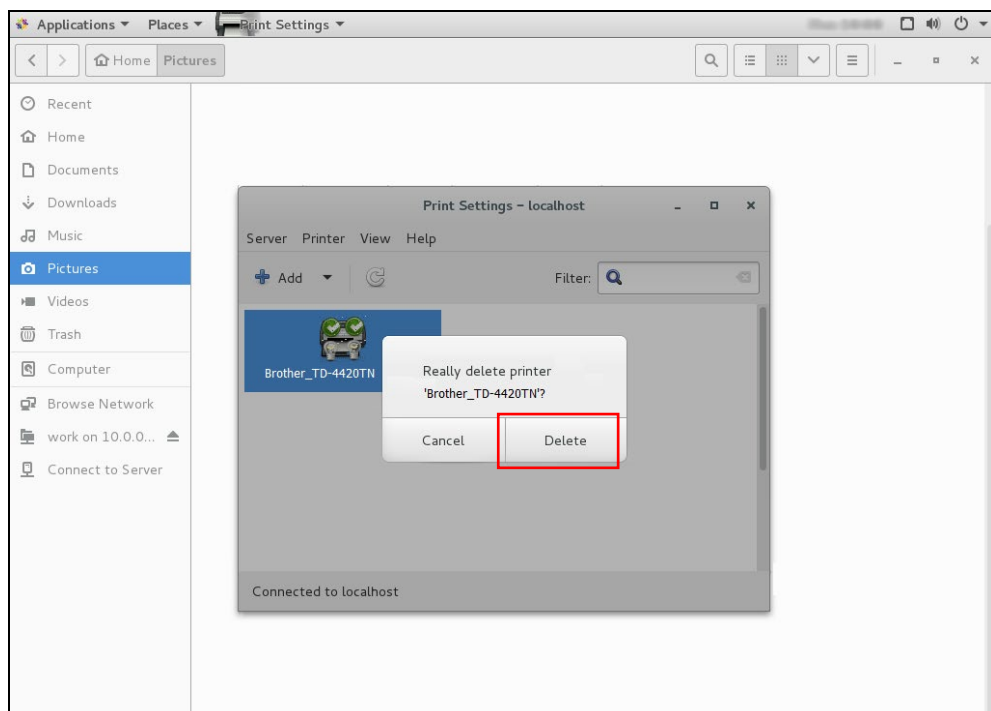 Applications Places Print Settings
Home Pictures
Recent
Home
Documents
Downloads
Music
Pictures
Videos
Trash
Computer
Browse Network
work on 10.0.0...
Connect to Server
Print Settings – localhost
Server Printer View Help
Add Filter:
Brother_TD-4420TN
Really delete printer
'Brother_TD-4420TN'?
Cancel Delete
Connected to localhost